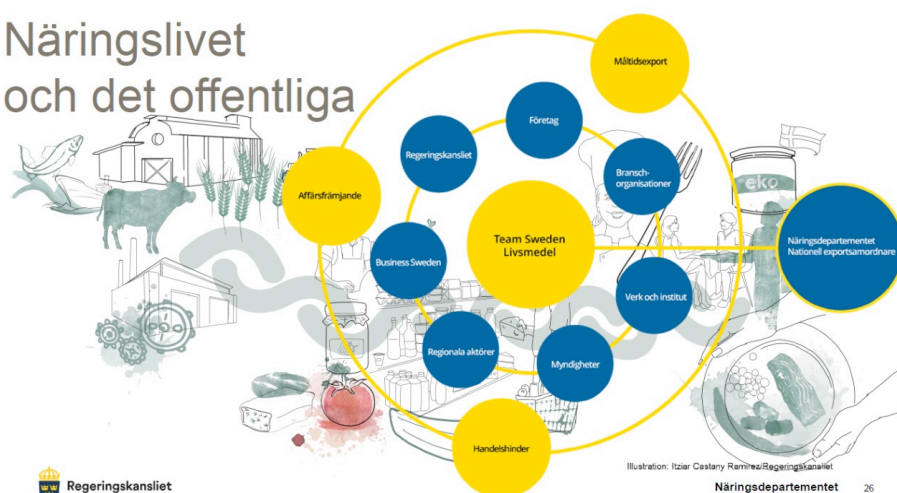 Näringslivet
och det offentliga
Måltidsexport
Företag
Regeringskansliet
Bransch-
organisationer
Affärsfrämjande
eko
Team Sweden
Livsmedel
Näringsdepartementet
Nationell exportsamordnare
Business Sweden
Verk och institut
Regionala aktörer
Myndigheter
Handelshinder
Illustration: Itziar Castany Ramirez/Regeringskansliet
Regeringskansliet
Näringsdepartementet 26